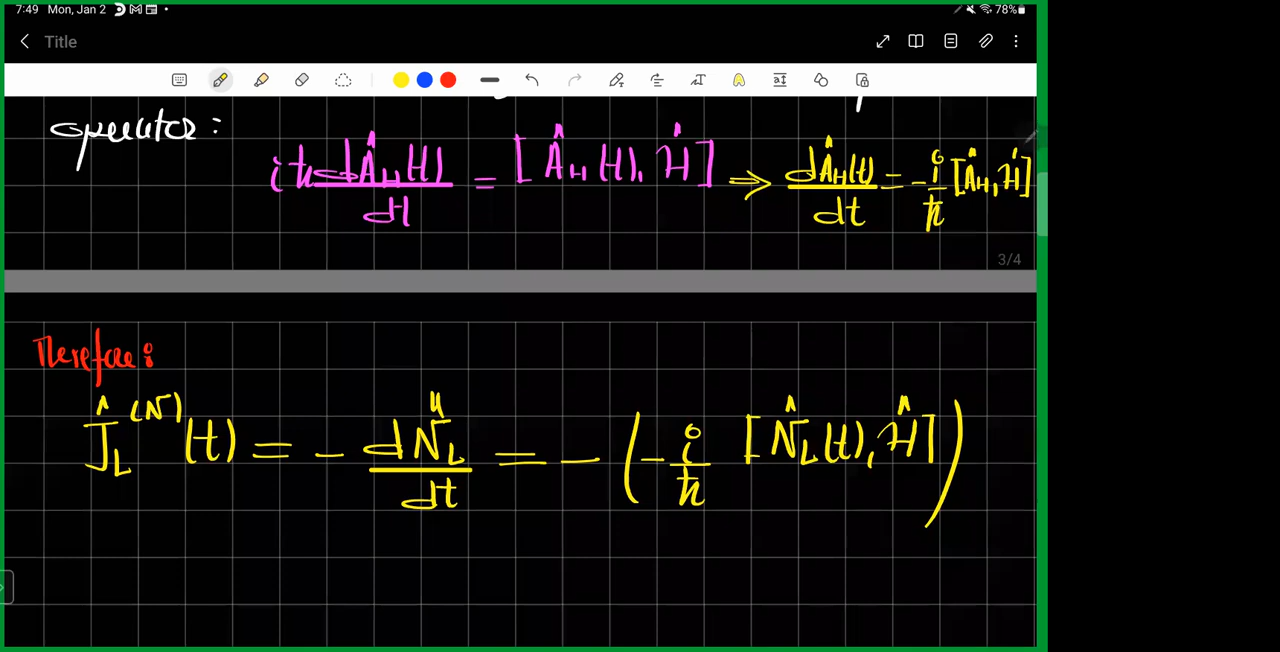 7:49 Mon, Jan 2 78%
Title
operator:
iħ dÂ_H(t)/dt = [Â_H(t), Ĥ] ⇒ dÂ_H(t)/dt = -i/ħ [Â_H, Ĥ]
3/4
Therefore:
Ĵ_L^(N)(t) = - dN̂_L/dt = - (-i/ħ [N̂_L(t), Ĥ])